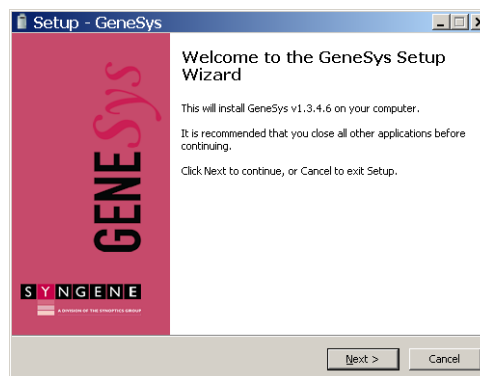 Setup - GeneSys
GENESys
SYNGENE
A DIVISION OF THE SYNOPTICS GROUP
Welcome to the GeneSys Setup
Wizard
This will install GeneSys v1.3.4.6 on your computer.
It is recommended that you close all other applications before
continuing.
Click Next to continue, or Cancel to exit Setup.
Next >
Cancel